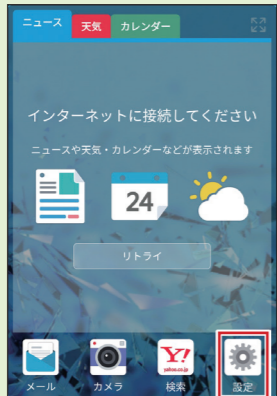 ニュース 天気 カレンダー
インターネットに接続してください
ニュースや天気・カレンダーなどが表示されます
24
リトライ
Y!
yahoo.co.jp
メール カメラ 検索 設定